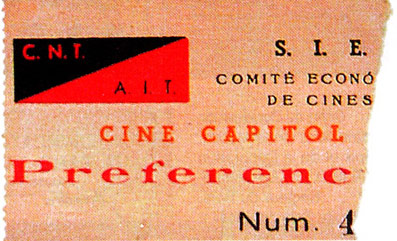 C.N.T.
A.I.T.
S. I. E.
COMITÉ ECONÓ
DE CINES
CINE CAPITOL
Preferenc
Num. 4